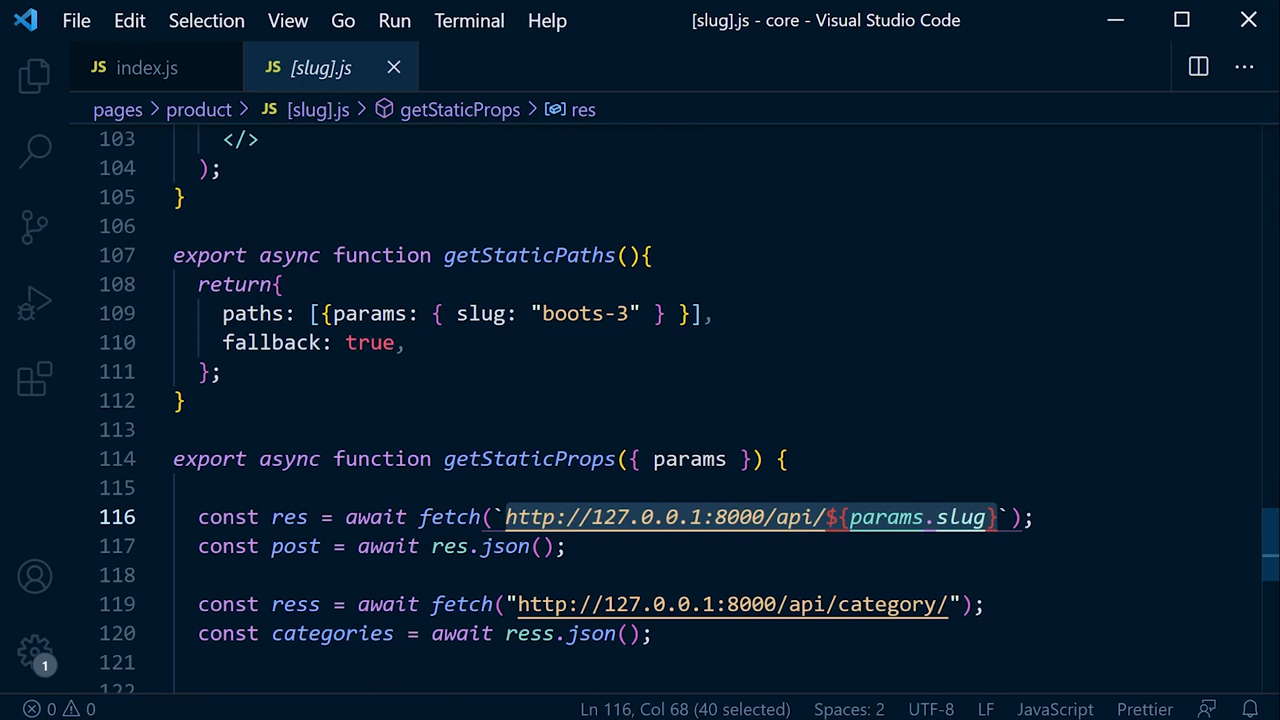 File Edit Selection View Go Run Terminal Help [slug].js - core - Visual Studio Code
JS index.js JS [slug].js
pages > product > JS [slug].js > getStaticProps > res
103 </>
104 );
105 }
106
107 export async function getStaticPaths(){
108 return{
109 paths: [{params: { slug: "boots-3" } }],
110 fallback: true,
111 };
112 }
113
114 export async function getStaticProps({ params }) {
115
116 const res = await fetch(`http://127.0.0.1:8000/api/${params.slug}`);
117 const post = await res.json();
118
119 const ress = await fetch("http://127.0.0.1:8000/api/category/");
120 const categories = await ress.json();
121
122
1
0 0 Ln 116, Col 68 (40 selected) Spaces: 2 UTF-8 LF JavaScript Prettier